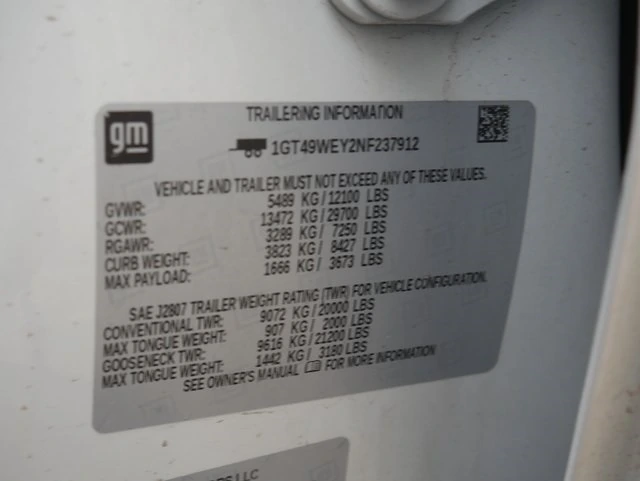 gm
TRAILERING INFORMATION
1GT49WEY2NF237912
VEHICLE AND TRAILER MUST NOT EXCEED ANY OF THESE VALUES.
GVWR: 5489 KG/12100 LBS
GCWR: 13472 KG/29700 LBS
RGAWR: 3289 KG/ 7250 LBS
CURB WEIGHT: 3823 KG/ 8427 LBS
MAX PAYLOAD: 1666 KG/ 3673 LBS
SAE J2807 TRAILER WEIGHT RATING (TWR) FOR VEHICLE CONFIGURATION.
CONVENTIONAL TWR: 9072 KG/20000 LBS
MAX TONGUE WEIGHT: 907 KG/ 2000 LBS
GOOSENECK TWR: 9616 KG/21200 LBS
MAX TONGUE WEIGHT: 1442 KG/ 3180 LBS
SEE OWNER'S MANUAL FOR MORE INFORMATION
LLC